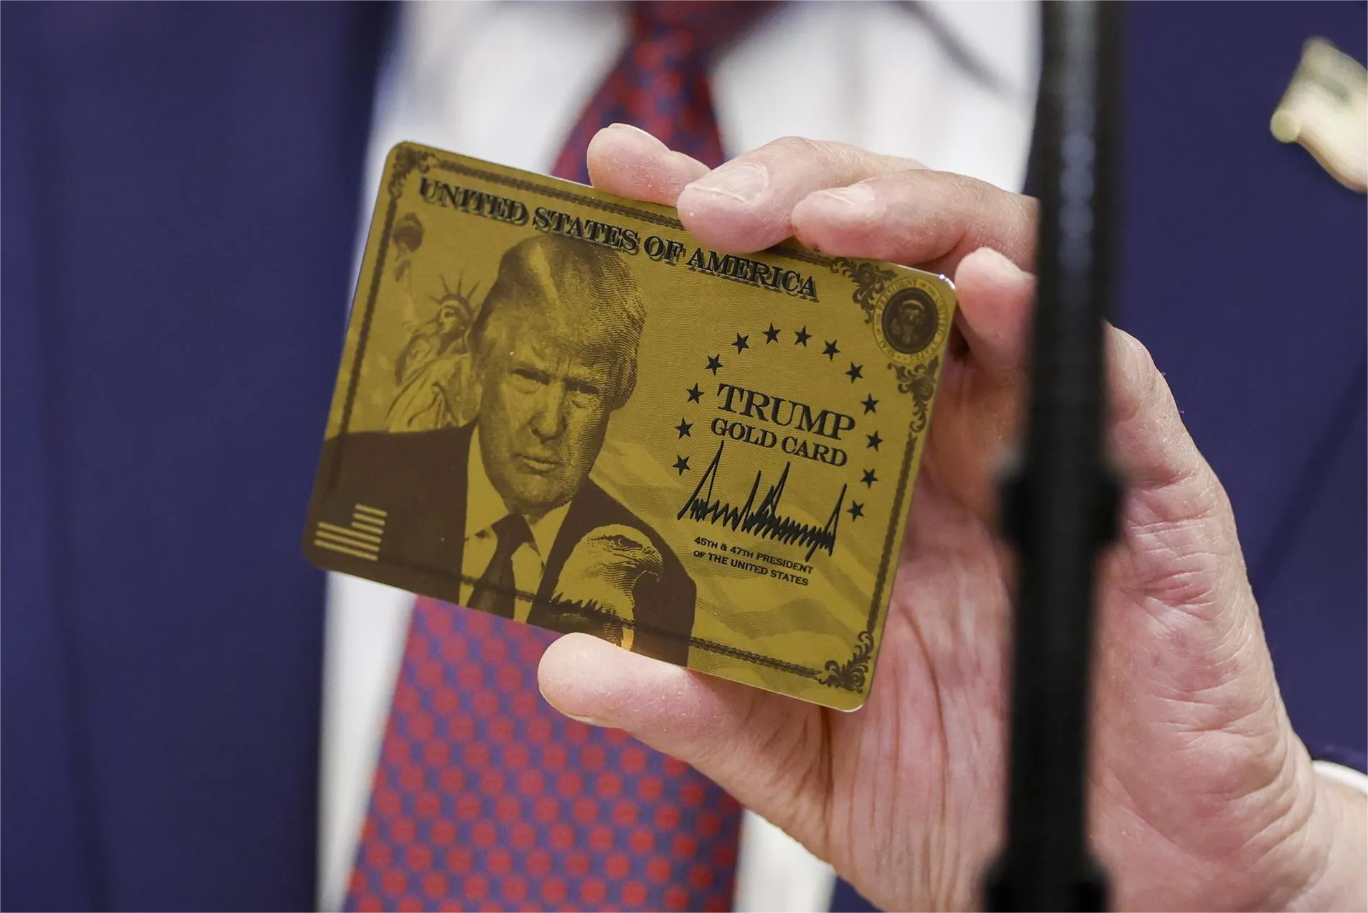 UNITED STATES OF AMERICA
TRUMP
GOLD CARD
45TH & 47TH PRESIDENT
OF THE UNITED STATES